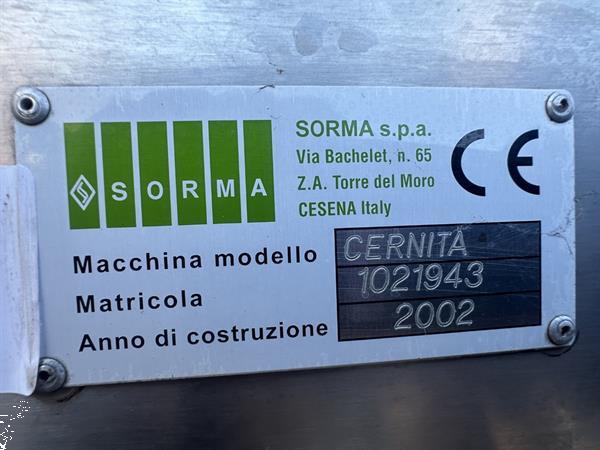 SORMA
SORMA s.p.a.
Via Bachelet, n. 65
Z.A. Torre del Moro
CESENA Italy
CE
Macchina modello CERNITA
Matricola 1021943
Anno di costruzione 2002